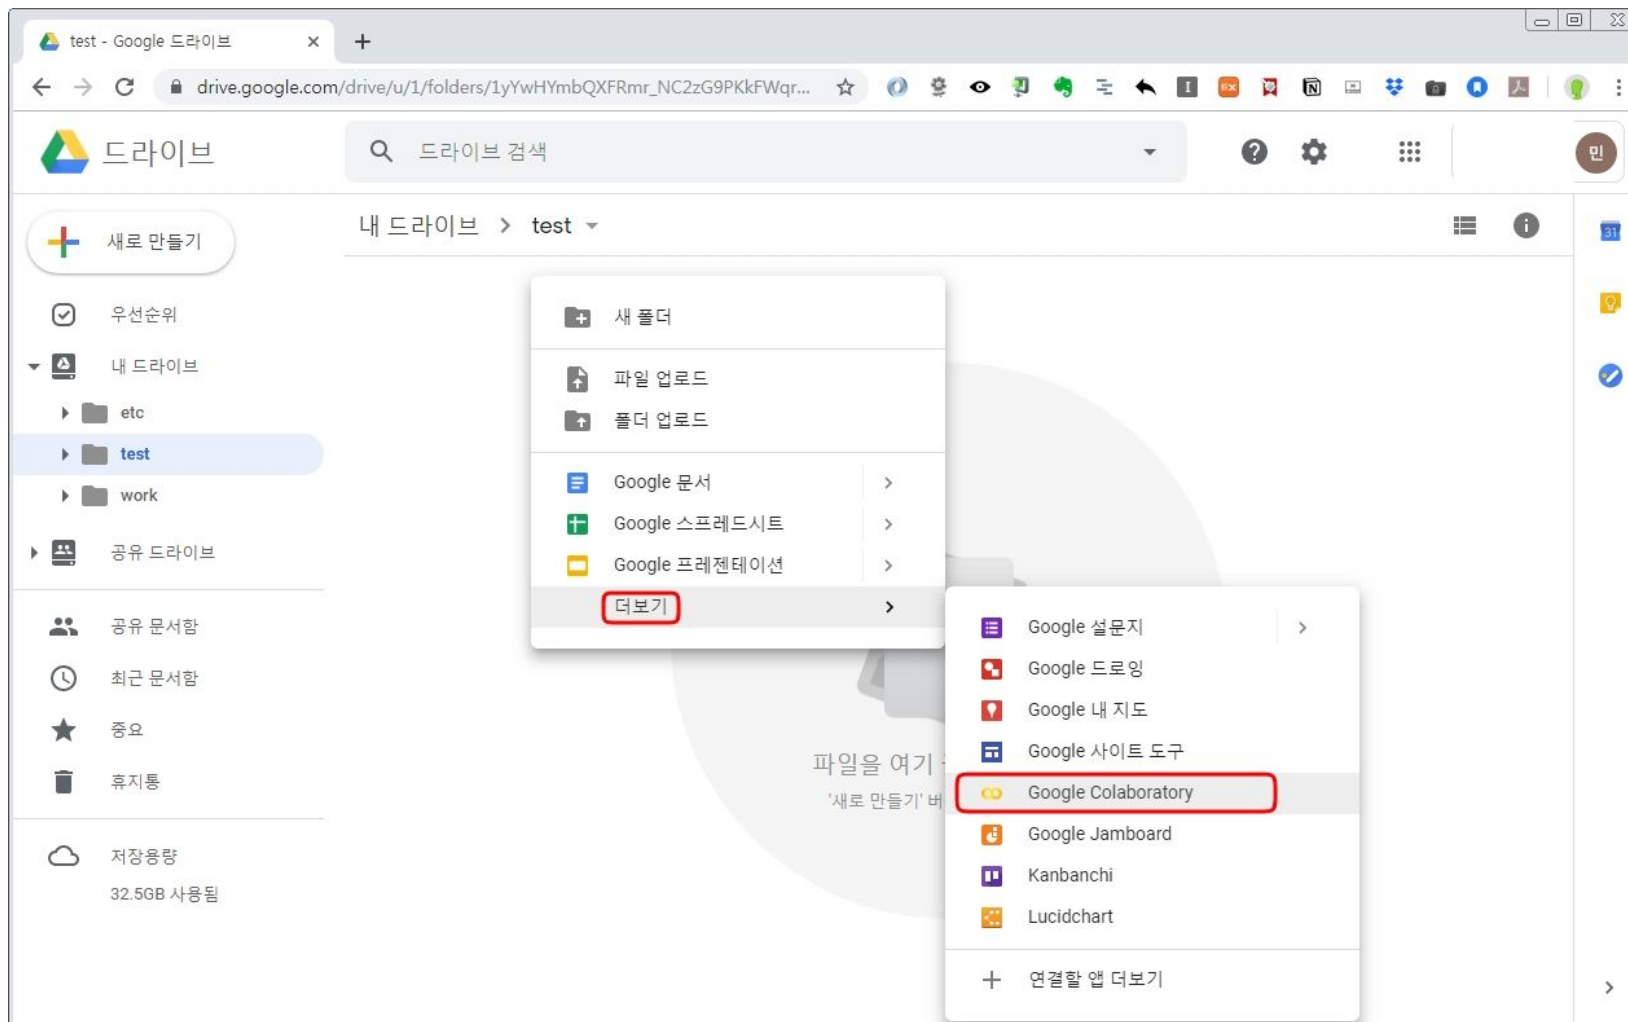 test - Google 드라이브
drive.google.com/drive/u/1/folders/1yYwHYmbQXFRmr_NC2zG9PKkFWqr...
드라이브
드라이브 검색
민
새로 만들기
내 드라이브 > test
31
우선순위
내 드라이브
etc
test
work
공유 드라이브
공유 문서함
최근 문서함
중요
휴지통
저장용량
32.5GB 사용됨
새 폴더
파일 업로드
폴더 업로드
Google 문서
Google 스프레드시트
Google 프레젠테이션
더보기
Google 설문지
Google 드로잉
Google 내 지도
Google 사이트 도구
Google Colaboratory
Google Jamboard
Kanbanchi
Lucidchart
연결할 앱 더보기
파일을 여기
'새로 만들기' 버